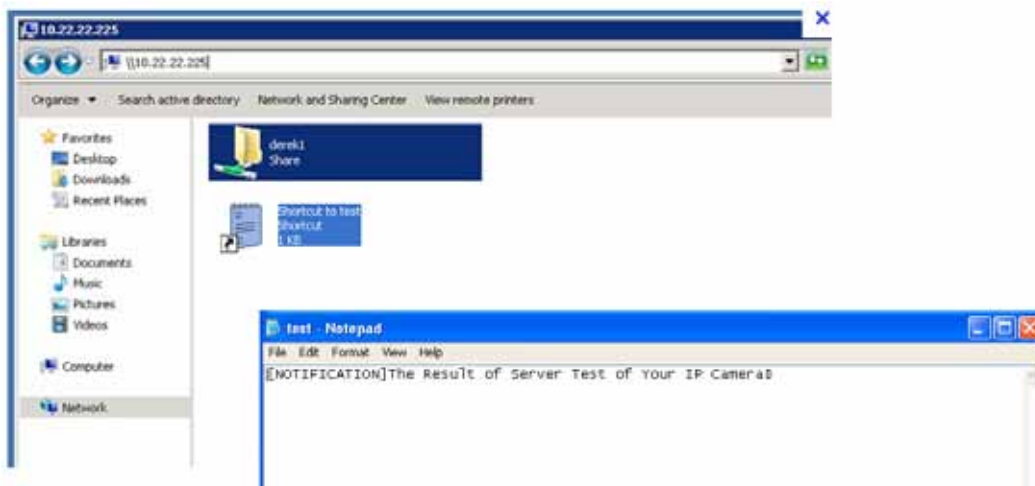 10.22.22.225
\\10.22.22.225
Organize Search active directory Network and Sharing Center View remote printers
Favorites
Desktop
Downloads
Recent Places
Libraries
Documents
Music
Pictures
Videos
Computer
Network
derek1
Share
Shortcut to test
Shortcut
1 KB
test - Notepad
File Edit Format View Help
[NOTIFICATION]The Result of Server Test of Your IP Camera